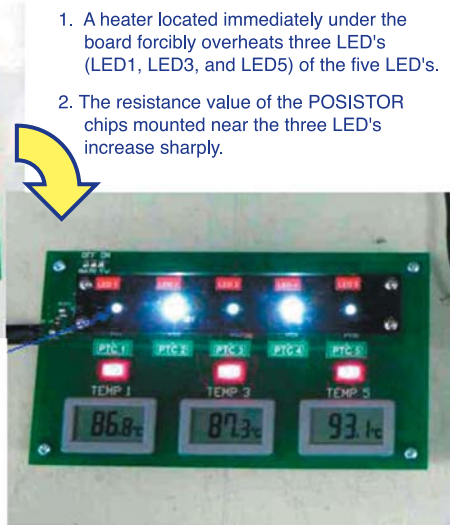 1. A heater located immediately under the
board forcibly overheats three LED's
(LED1, LED3, and LED5) of the five LED's.
2. The resistance value of the POSISTOR
chips mounted near the three LED's
increase sharply.
OFF ON
LED 1 LED 2 LED 3 LED 4 LED 5
PTC 1 PTC 2 PTC 3 PTC 4 PTC 5
TEMP 1 TEMP 3 TEMP 5
86.8°C 87.3°C 93.1°C